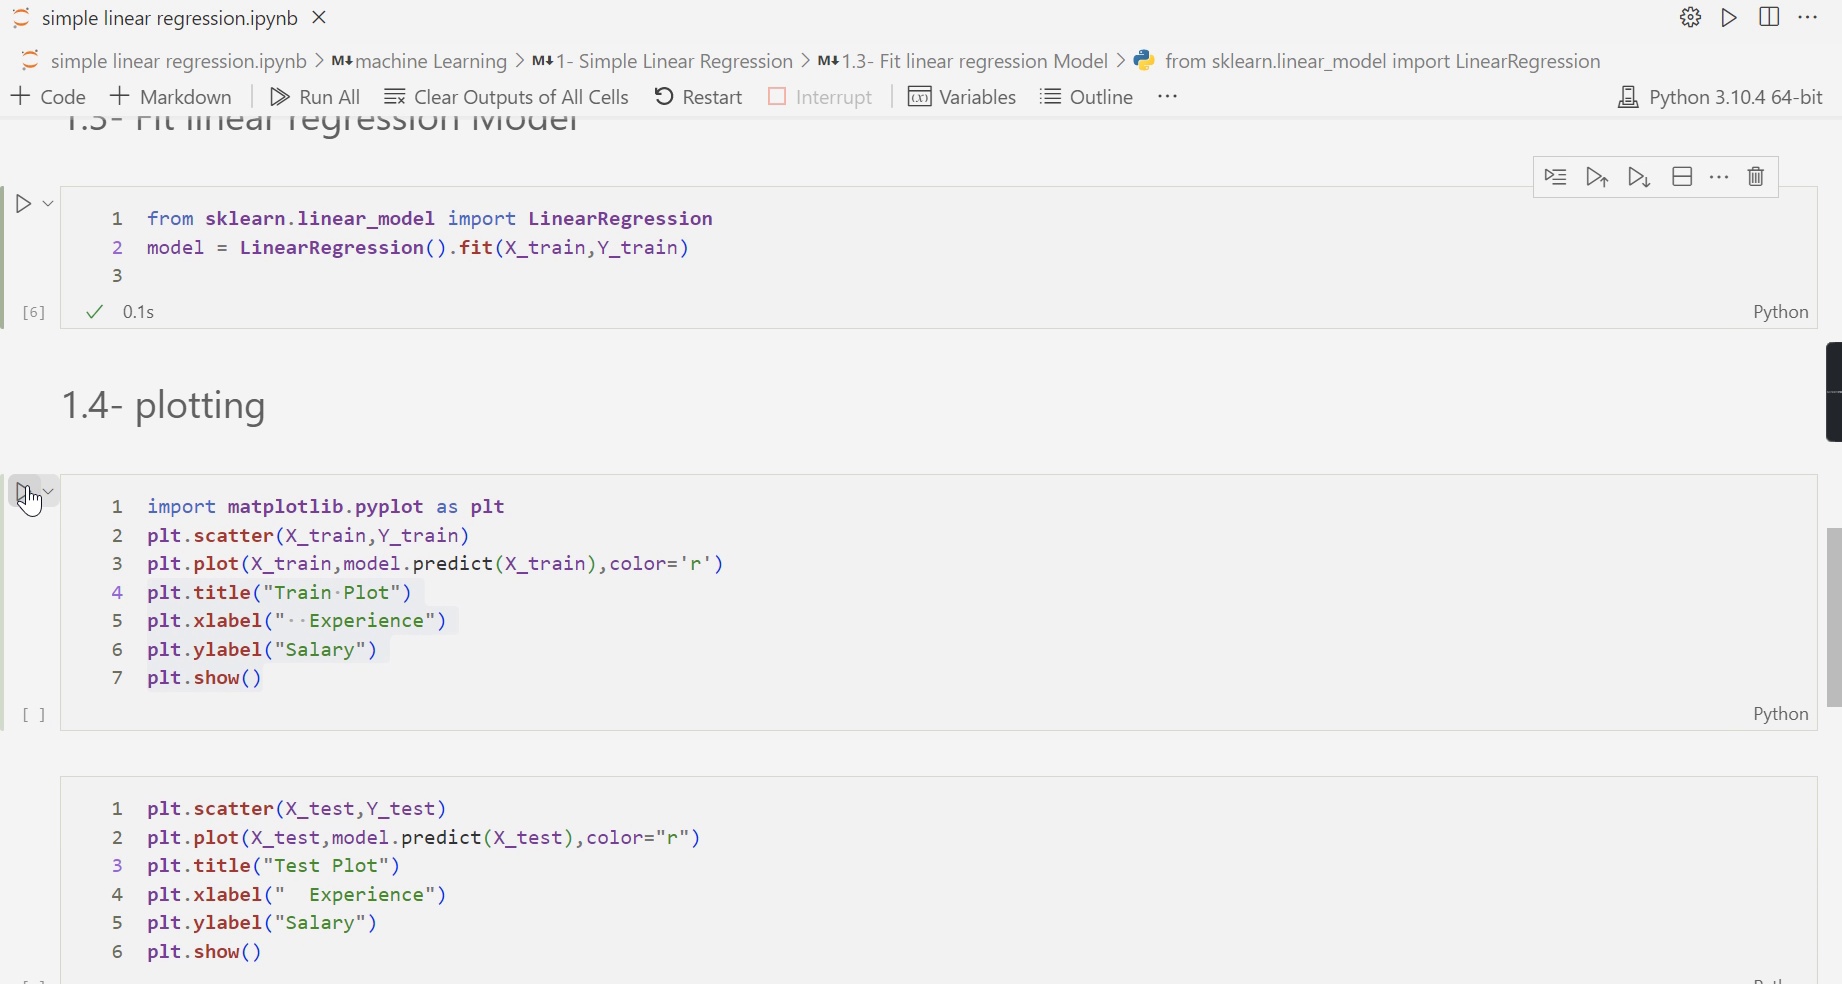 simple linear regression.ipynb
simple linear regression.ipynb > M↓machine Learning > M↓1- Simple Linear Regression > M↓1.3- Fit linear regression Model > from sklearn.linear_model import LinearRegression
+ Code + Markdown Run All Clear Outputs of All Cells Restart Interrupt Variables Outline ··· Python 3.10.4 64-bit
1.3- Fit linear regression Model
1 from sklearn.linear_model import LinearRegression
2 model = LinearRegression().fit(X_train,Y_train)
3
[6] ✓ 0.1s Python
1.4- plotting
1 import matplotlib.pyplot as plt
2 plt.scatter(X_train,Y_train)
3 plt.plot(X_train,model.predict(X_train),color='r')
4 plt.title("Train·Plot")
5 plt.xlabel("··Experience")
6 plt.ylabel("Salary")
7 plt.show()
[ ] Python
1 plt.scatter(X_test,Y_test)
2 plt.plot(X_test,model.predict(X_test),color="r")
3 plt.title("Test Plot")
4 plt.xlabel("  Experience")
5 plt.ylabel("Salary")
6 plt.show()